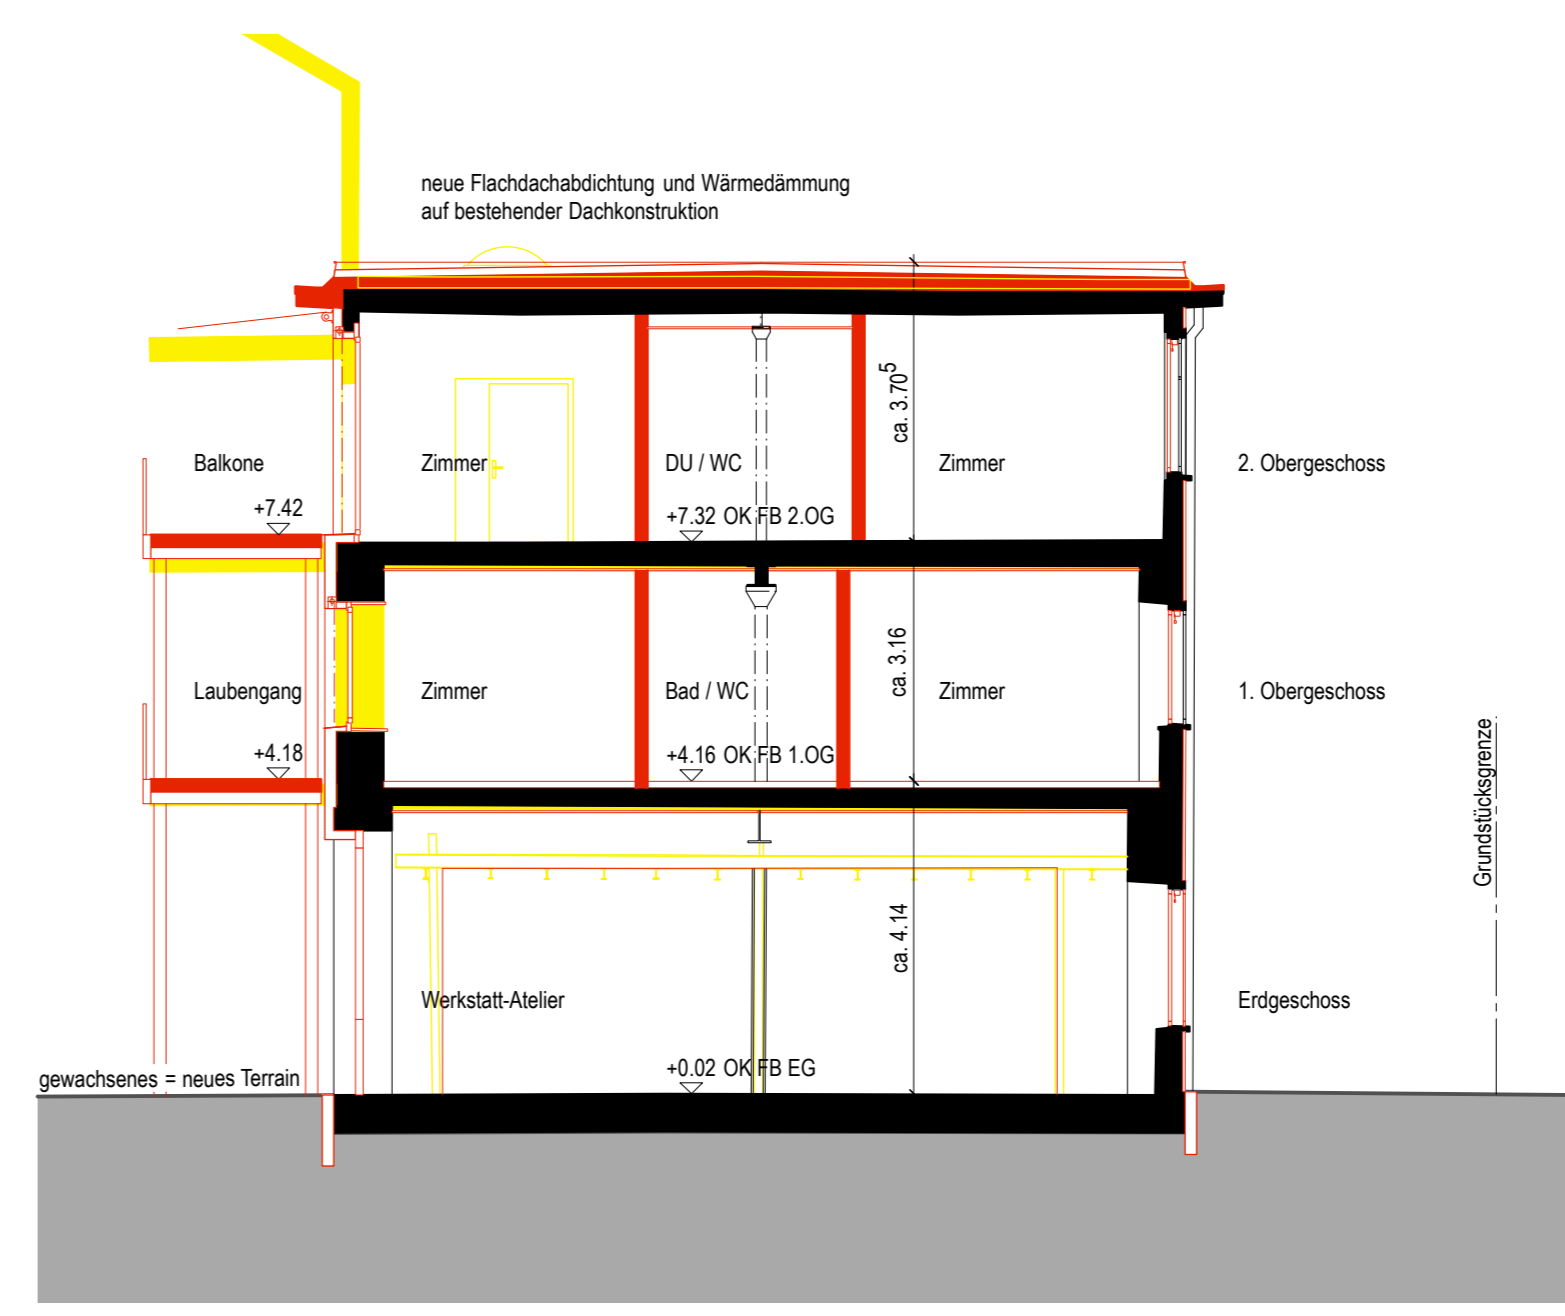 neue Flachdachabdichtung und Wärmedämmung
auf bestehender Dachkonstruktion
ca. 3.70⁵
Balkone
Zimmer
DU / WC
Zimmer
2. Obergeschoss
+7.42
+7.32 OK FB 2.OG
ca. 3.16
Laubengang
Zimmer
Bad / WC
Zimmer
1. Obergeschoss
+4.18
+4.16 OK FB 1.OG
Grundstücksgrenze
ca. 4.14
Werkstatt-Atelier
Erdgeschoss
+0.02 OK FB EG
gewachsenes = neues Terrain